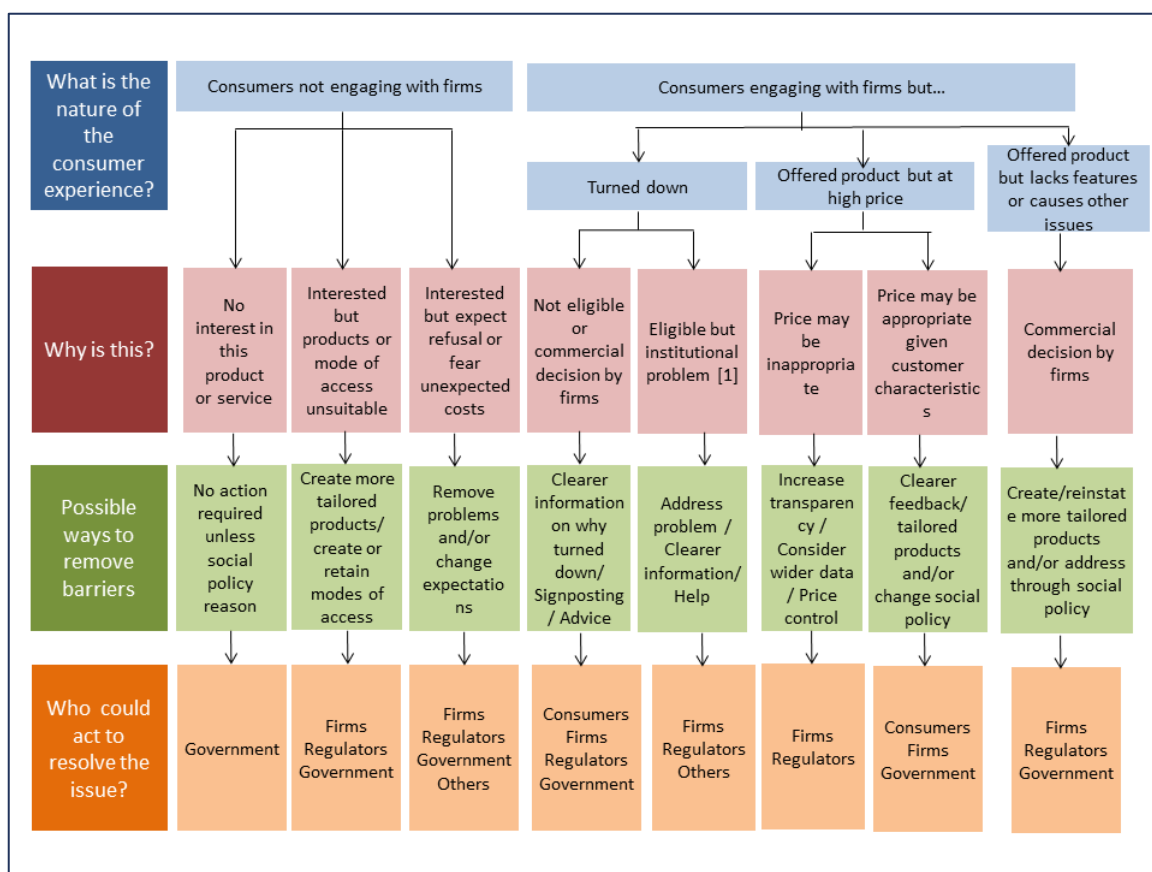 What is the
nature of
the
consumer
experience?
Consumers not engaging with firms
Consumers engaging with firms but...
Turned down
Offered product but at
high price
Offered product
but lacks features
or causes other
issues
Why is this?
No
interest in
this
product
or service
Interested
but
products or
mode of
access
unsuitable
Interested
but expect
refusal or
fear
unexpected
costs
Not eligible
or
commercial
decision by
firms
Eligible but
institutional
problem [1]
Price may
be
inappropria
te
Price may be
appropriate
given
customer
characteristic
s
Commercial
decision by
firms
Possible
ways to
remove
barriers
No action
required
unless
social
policy
reason
Create more
tailored
products/
create or
retain
modes of
access
Remove
problems
and/or
change
expectatio
ns
Clearer
information
on why
turned
down/
Signposting
/ Advice
Address
problem /
Clearer
information/
Help
Increase
transparen
cy /
Consider
wider data
/ Price
control
Clearer
feedback/
tailored
products
and/or
change social
policy
Create/reinstat
e more tailored
products
and/or address
through social
policy
Who could
act to
resolve the
issue?
Government
Firms
Regulators
Government
Firms
Regulators
Government
Others
Consumers
Firms
Regulators
Government
Firms
Regulators
Others
Firms
Regulators
Consumers
Firms
Government
Firms
Regulators
Government